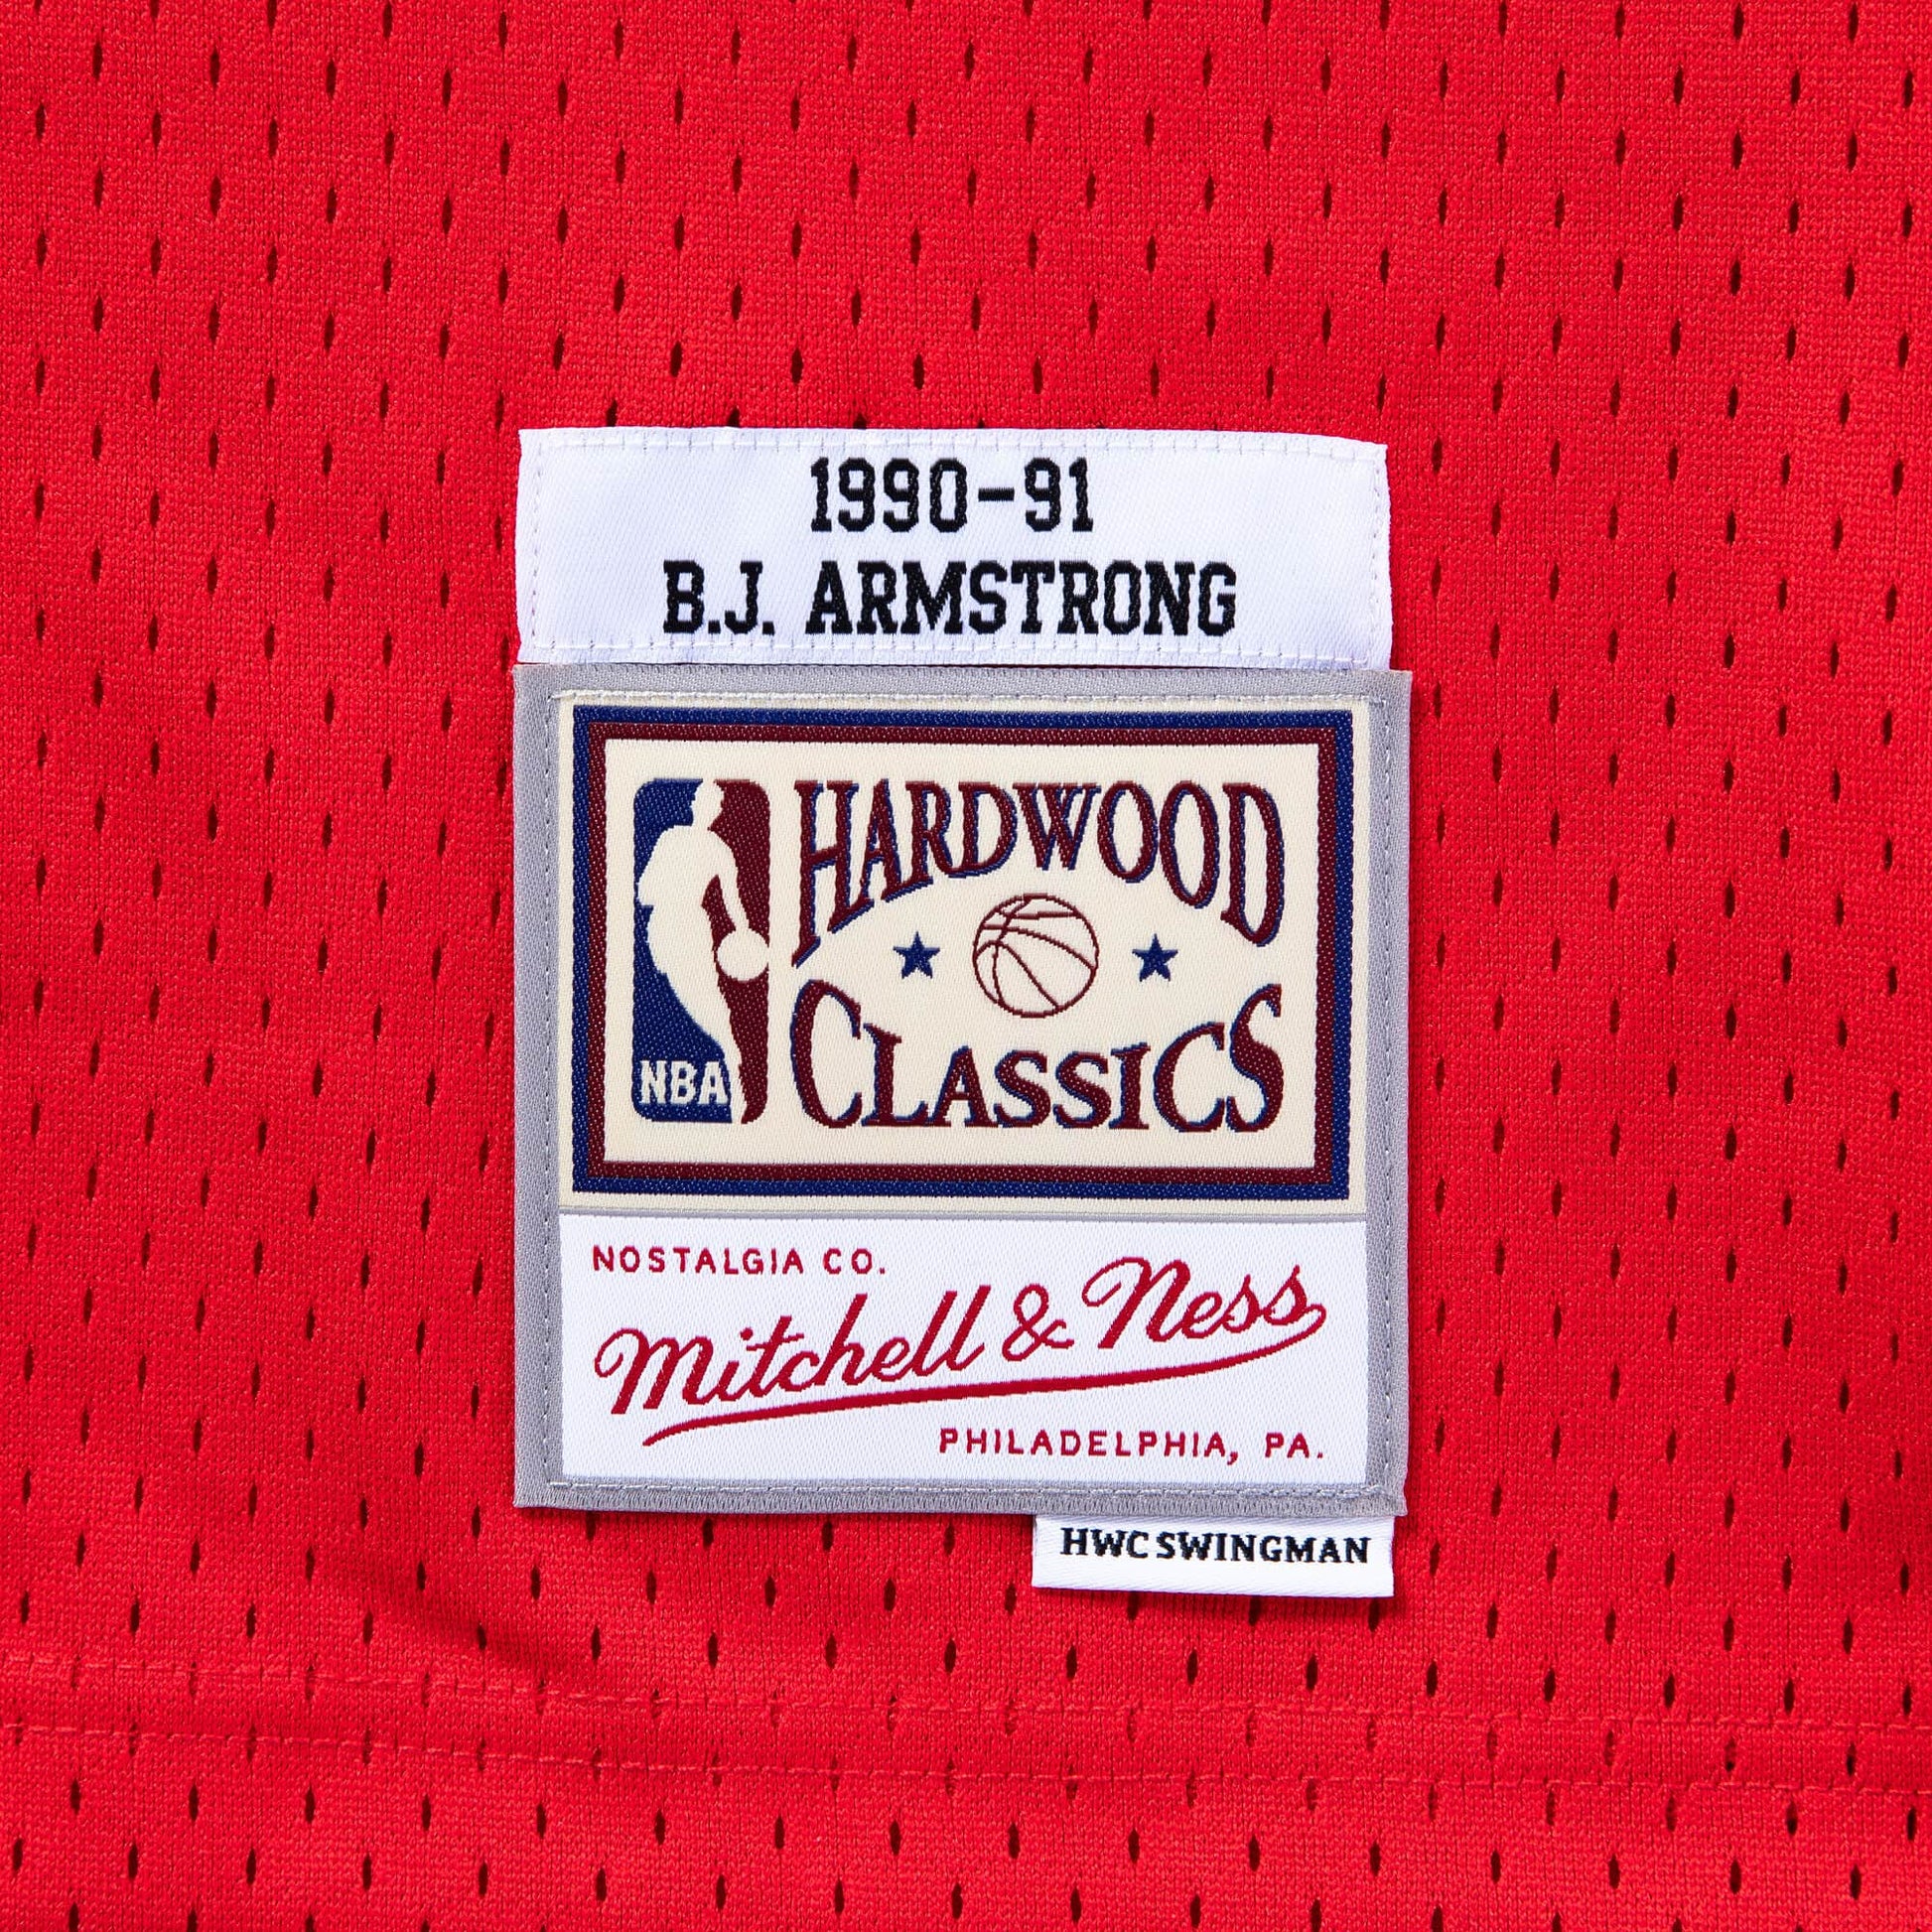 1990-91
B.J. ARMSTRONG
HARDWOOD
CLASSICS
NBA
NOSTALGIA CO.
Mitchell & Ness
PHILADELPHIA, PA.
HWC SWINGMAN